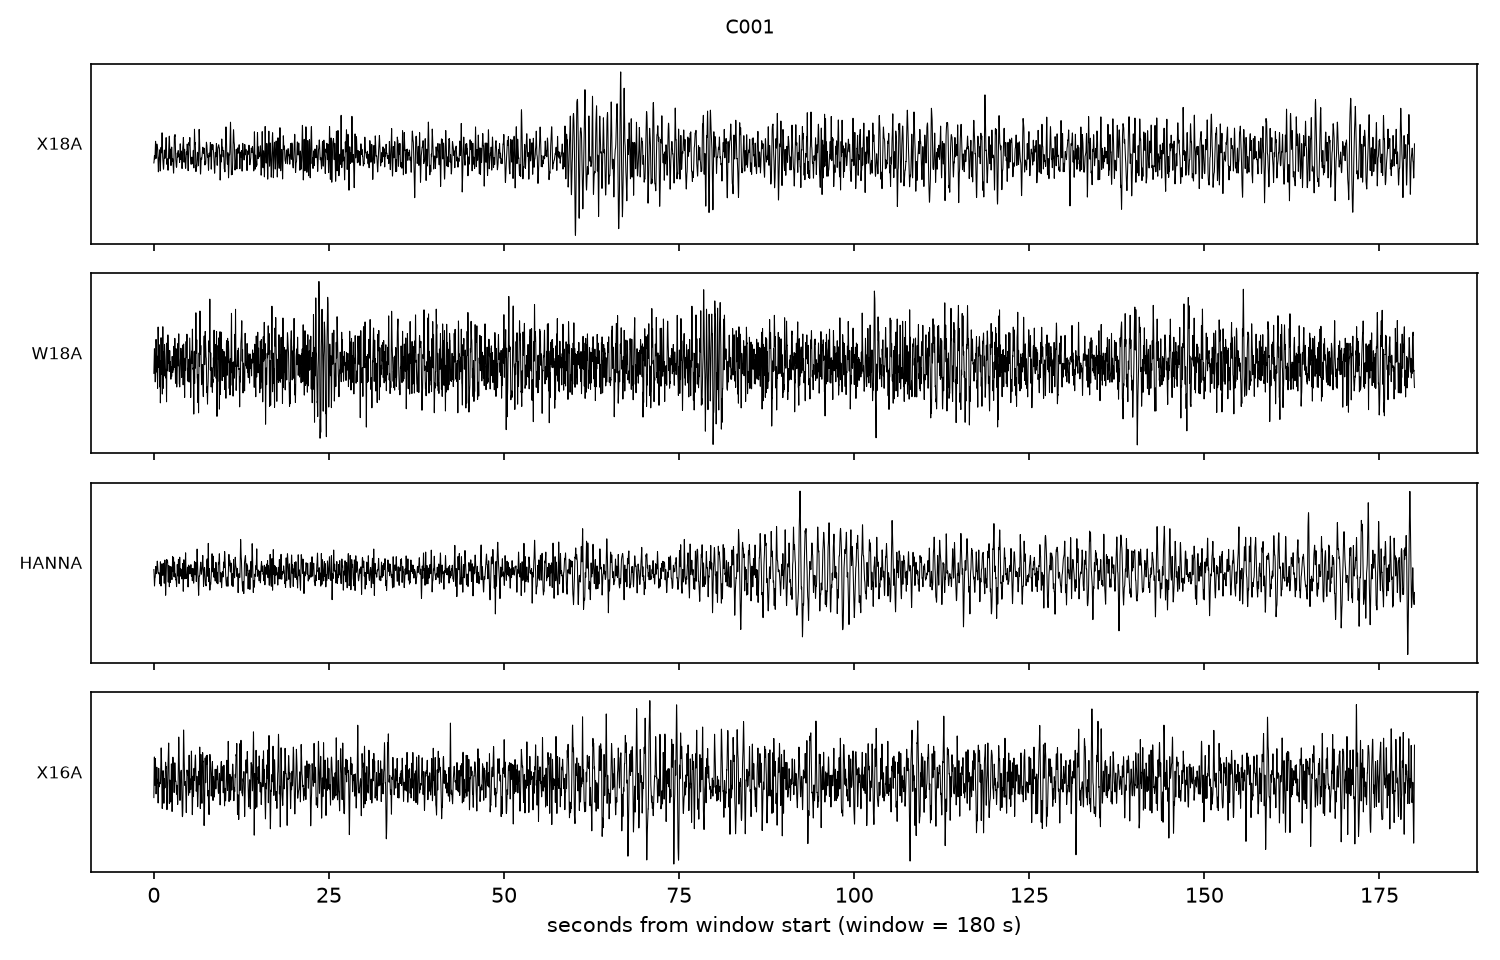 C001
X18A
W18A
HANNA
X16A
0 25 50 75 100 125 150 175
seconds from window start (window = 180 s)